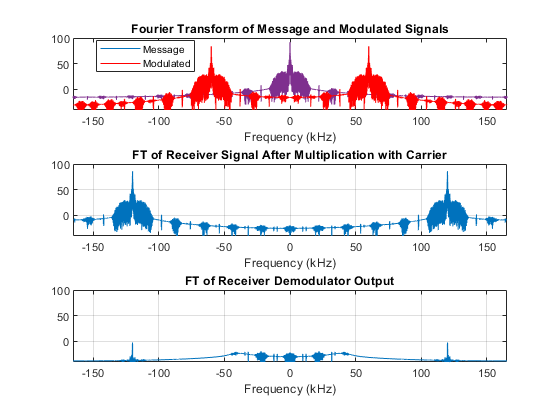 Fourier Transform of Message and Modulated Signals
100
50
0
Message
Modulated
-150 -100 -50 0 50 100 150
Frequency (kHz)
FT of Receiver Signal After Multiplication with Carrier
100
50
0
-150 -100 -50 0 50 100 150
Frequency (kHz)
FT of Receiver Demodulator Output
100
50
0
-150 -100 -50 0 50 100 150
Frequency (kHz)